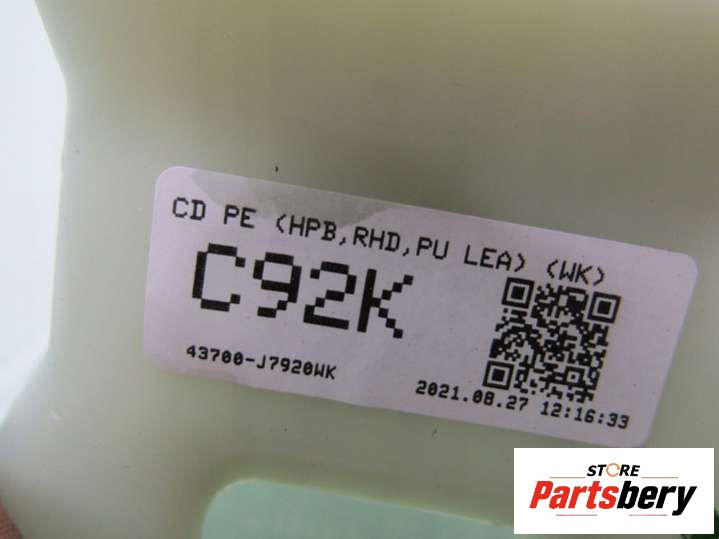 CD PE (HPB,RHD,PU LEA) (WK)
C92K
43700-J7920WK
2021.08.27 12:16:33
STORE
Partsbery